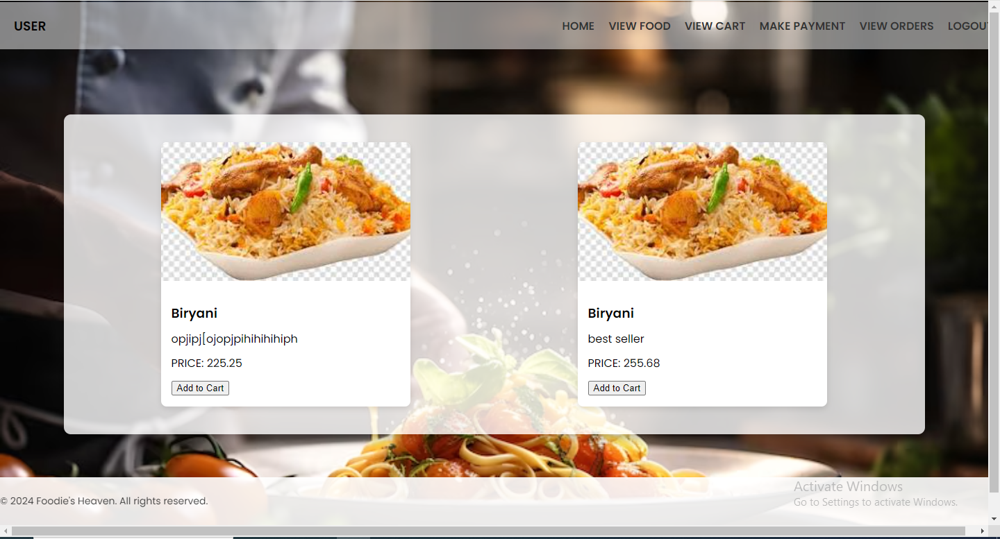 USER HOME VIEW FOOD VIEW CART MAKE PAYMENT VIEW ORDERS LOGOUT
Biryani
opjipj[ojopjpihihihihiph
PRICE: 225.25
Add to Cart
Biryani
best seller
PRICE: 255.68
Add to Cart
© 2024 Foodie's Heaven. All rights reserved.
Activate Windows
Go to Settings to activate Windows.